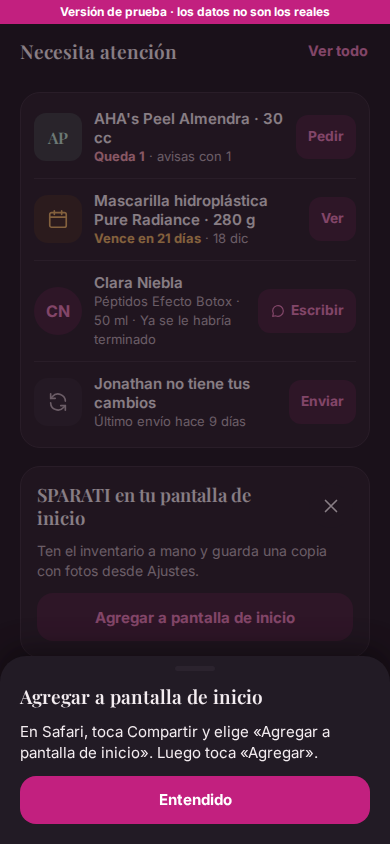 Versión de prueba · los datos no son los reales
Necesita atención
Ver todo
AP
AHA's Peel Almendra · 30
cc
Queda 1 · avisas con 1
Pedir
Mascarilla hidroplástica
Pure Radiance · 280 g
Vence en 21 días · 18 dic
Ver
CN
Clara Niebla
Péptidos Efecto Botox ·
50 ml · Ya se le habría
terminado
Escribir
Jonathan no tiene tus
cambios
Último envío hace 9 días
Enviar
SPARATI en tu pantalla de
inicio
Ten el inventario a mano y guarda una copia
con fotos desde Ajustes.
Agregar a pantalla de inicio
Agregar a pantalla de inicio
En Safari, toca Compartir y elige «Agregar a
pantalla de inicio». Luego toca «Agregar».
Entendido